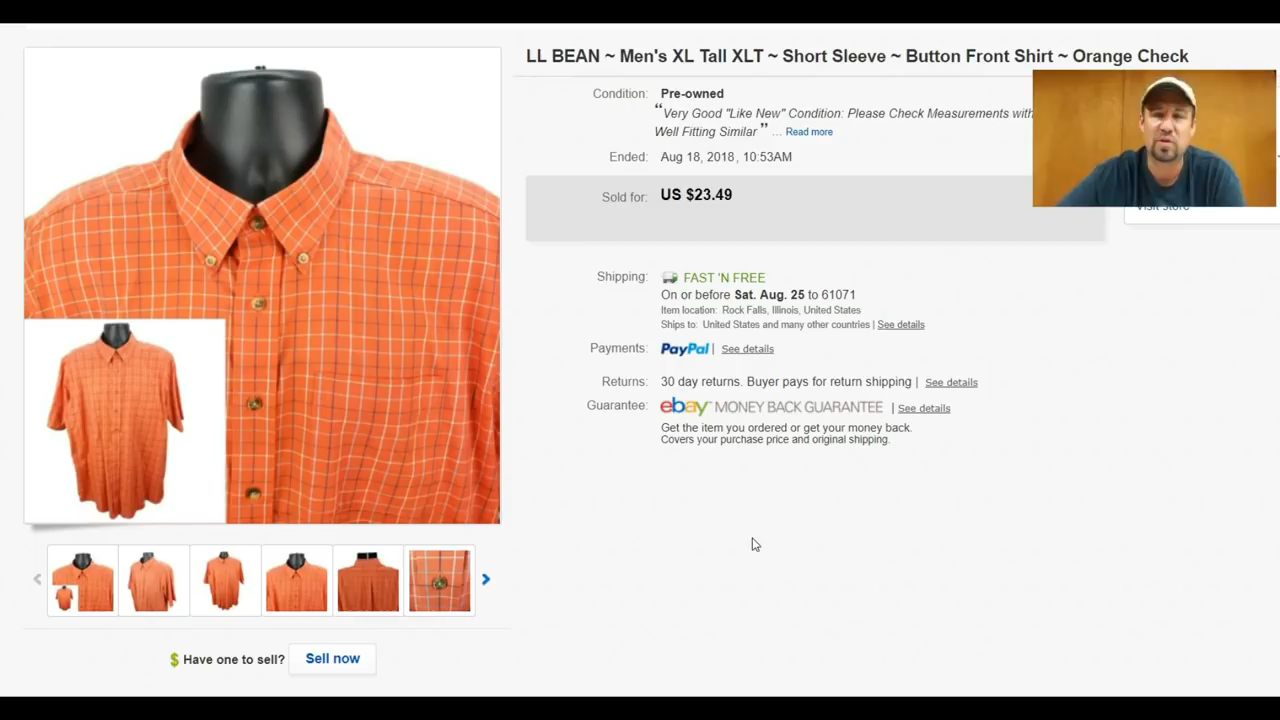 LL BEAN ~ Men's XL Tall XLT ~ Short Sleeve ~ Button Front Shirt ~ Orange Check
Condition: Pre-owned
“Very Good "Like New" Condition: Please Check Measurements with
Well Fitting Similar ” ... Read more
Ended: Aug 18, 2018 , 10:53AM
Sold for: US $23.49
Visit store
Shipping: FAST 'N FREE
On or before Sat. Aug. 25 to 61071
Item location: Rock Falls, Illinois, United States
Ships to: United States and many other countries | See details
Payments: PayPal | See details
Returns: 30 day returns. Buyer pays for return shipping | See details
Guarantee: ebay MONEY BACK GUARANTEE | See details
Get the item you ordered or get your money back.
Covers your purchase price and original shipping.
$ Have one to sell? Sell now